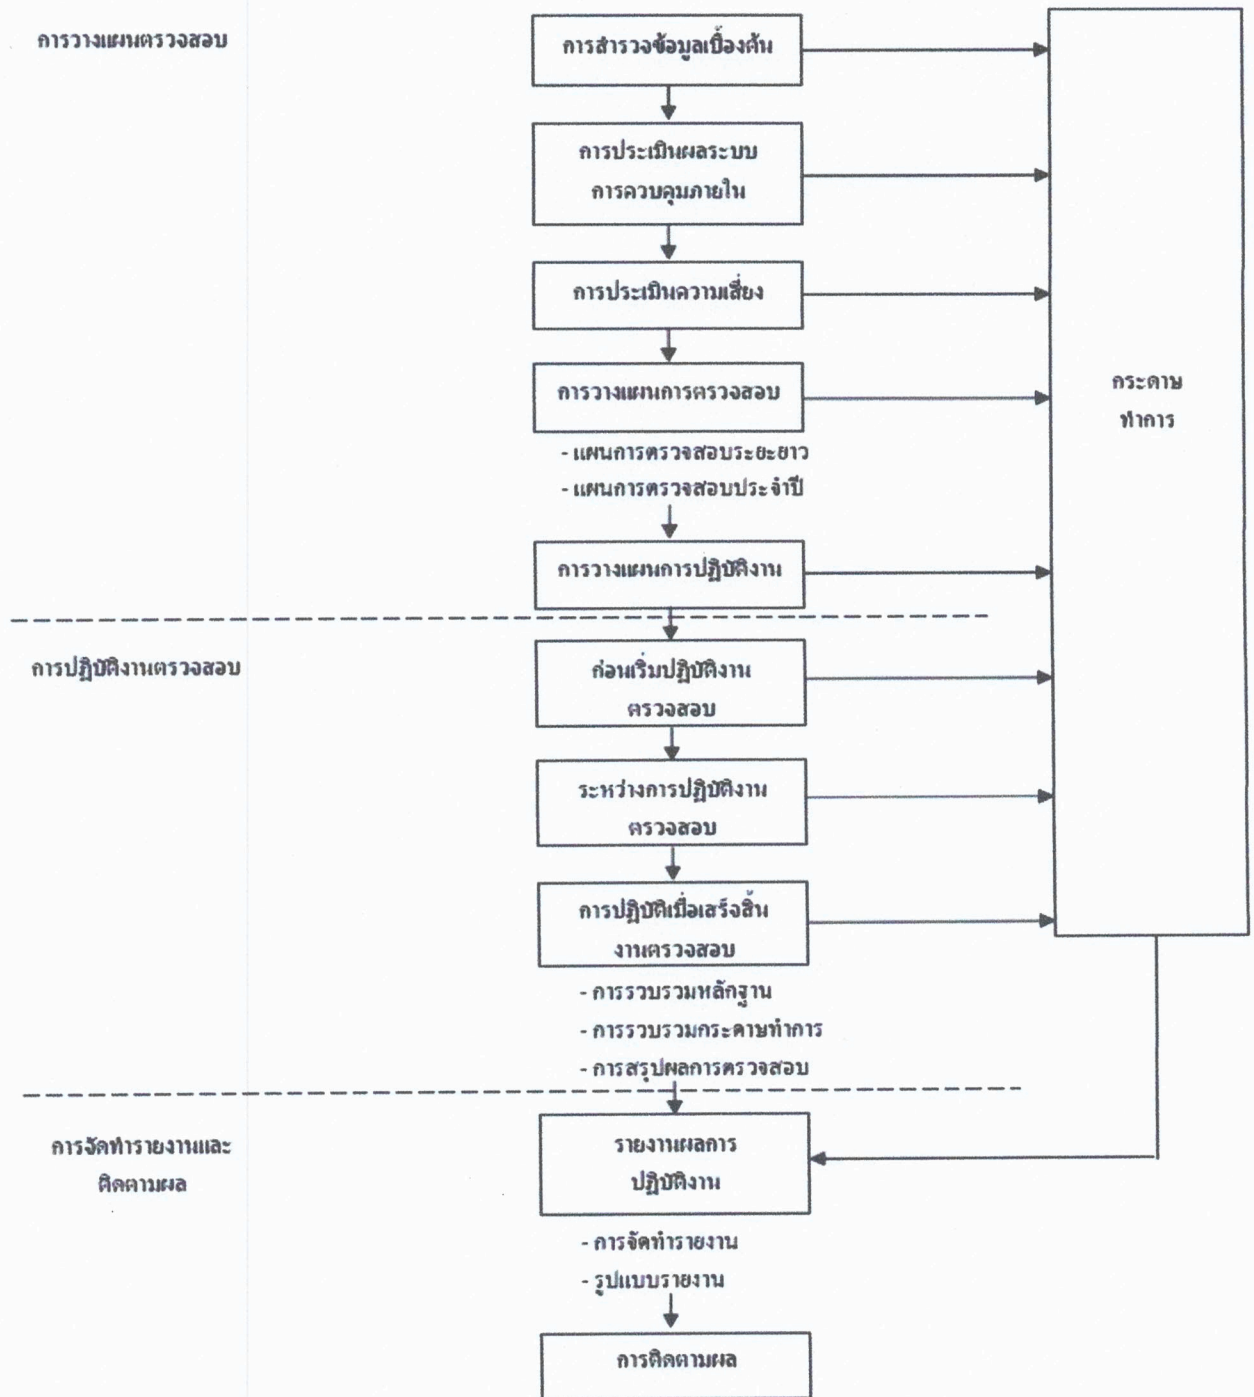 การวางแผนตรวจสอบ
การสำรวจข้อมูลเบื้องต้น
การประเมินผลระบบ
การควบคุมภายใน
การประเมินความเสี่ยง
การวางแผนการตรวจสอบ
- แผนการตรวจสอบระยะยาว
- แผนการตรวจสอบประจำปี
การวางแผนการปฏิบัติงาน
กระดาษ
ทำการ
การปฏิบัติงานตรวจสอบ
ก่อนเริ่มปฏิบัติงาน
ตรวจสอบ
ระหว่างการปฏิบัติงาน
ตรวจสอบ
การปฏิบัติเมื่อเสร็จสิ้น
งานตรวจสอบ
- การรวบรวมหลักฐาน
- การรวบรวมกระดาษทำการ
- การสรุปผลการตรวจสอบ
การจัดทำรายงานและ
ติดตามผล
รายงานผลการ
ปฏิบัติงาน
- การจัดทำรายงาน
- รูปแบบรายงาน
การติดตามผล